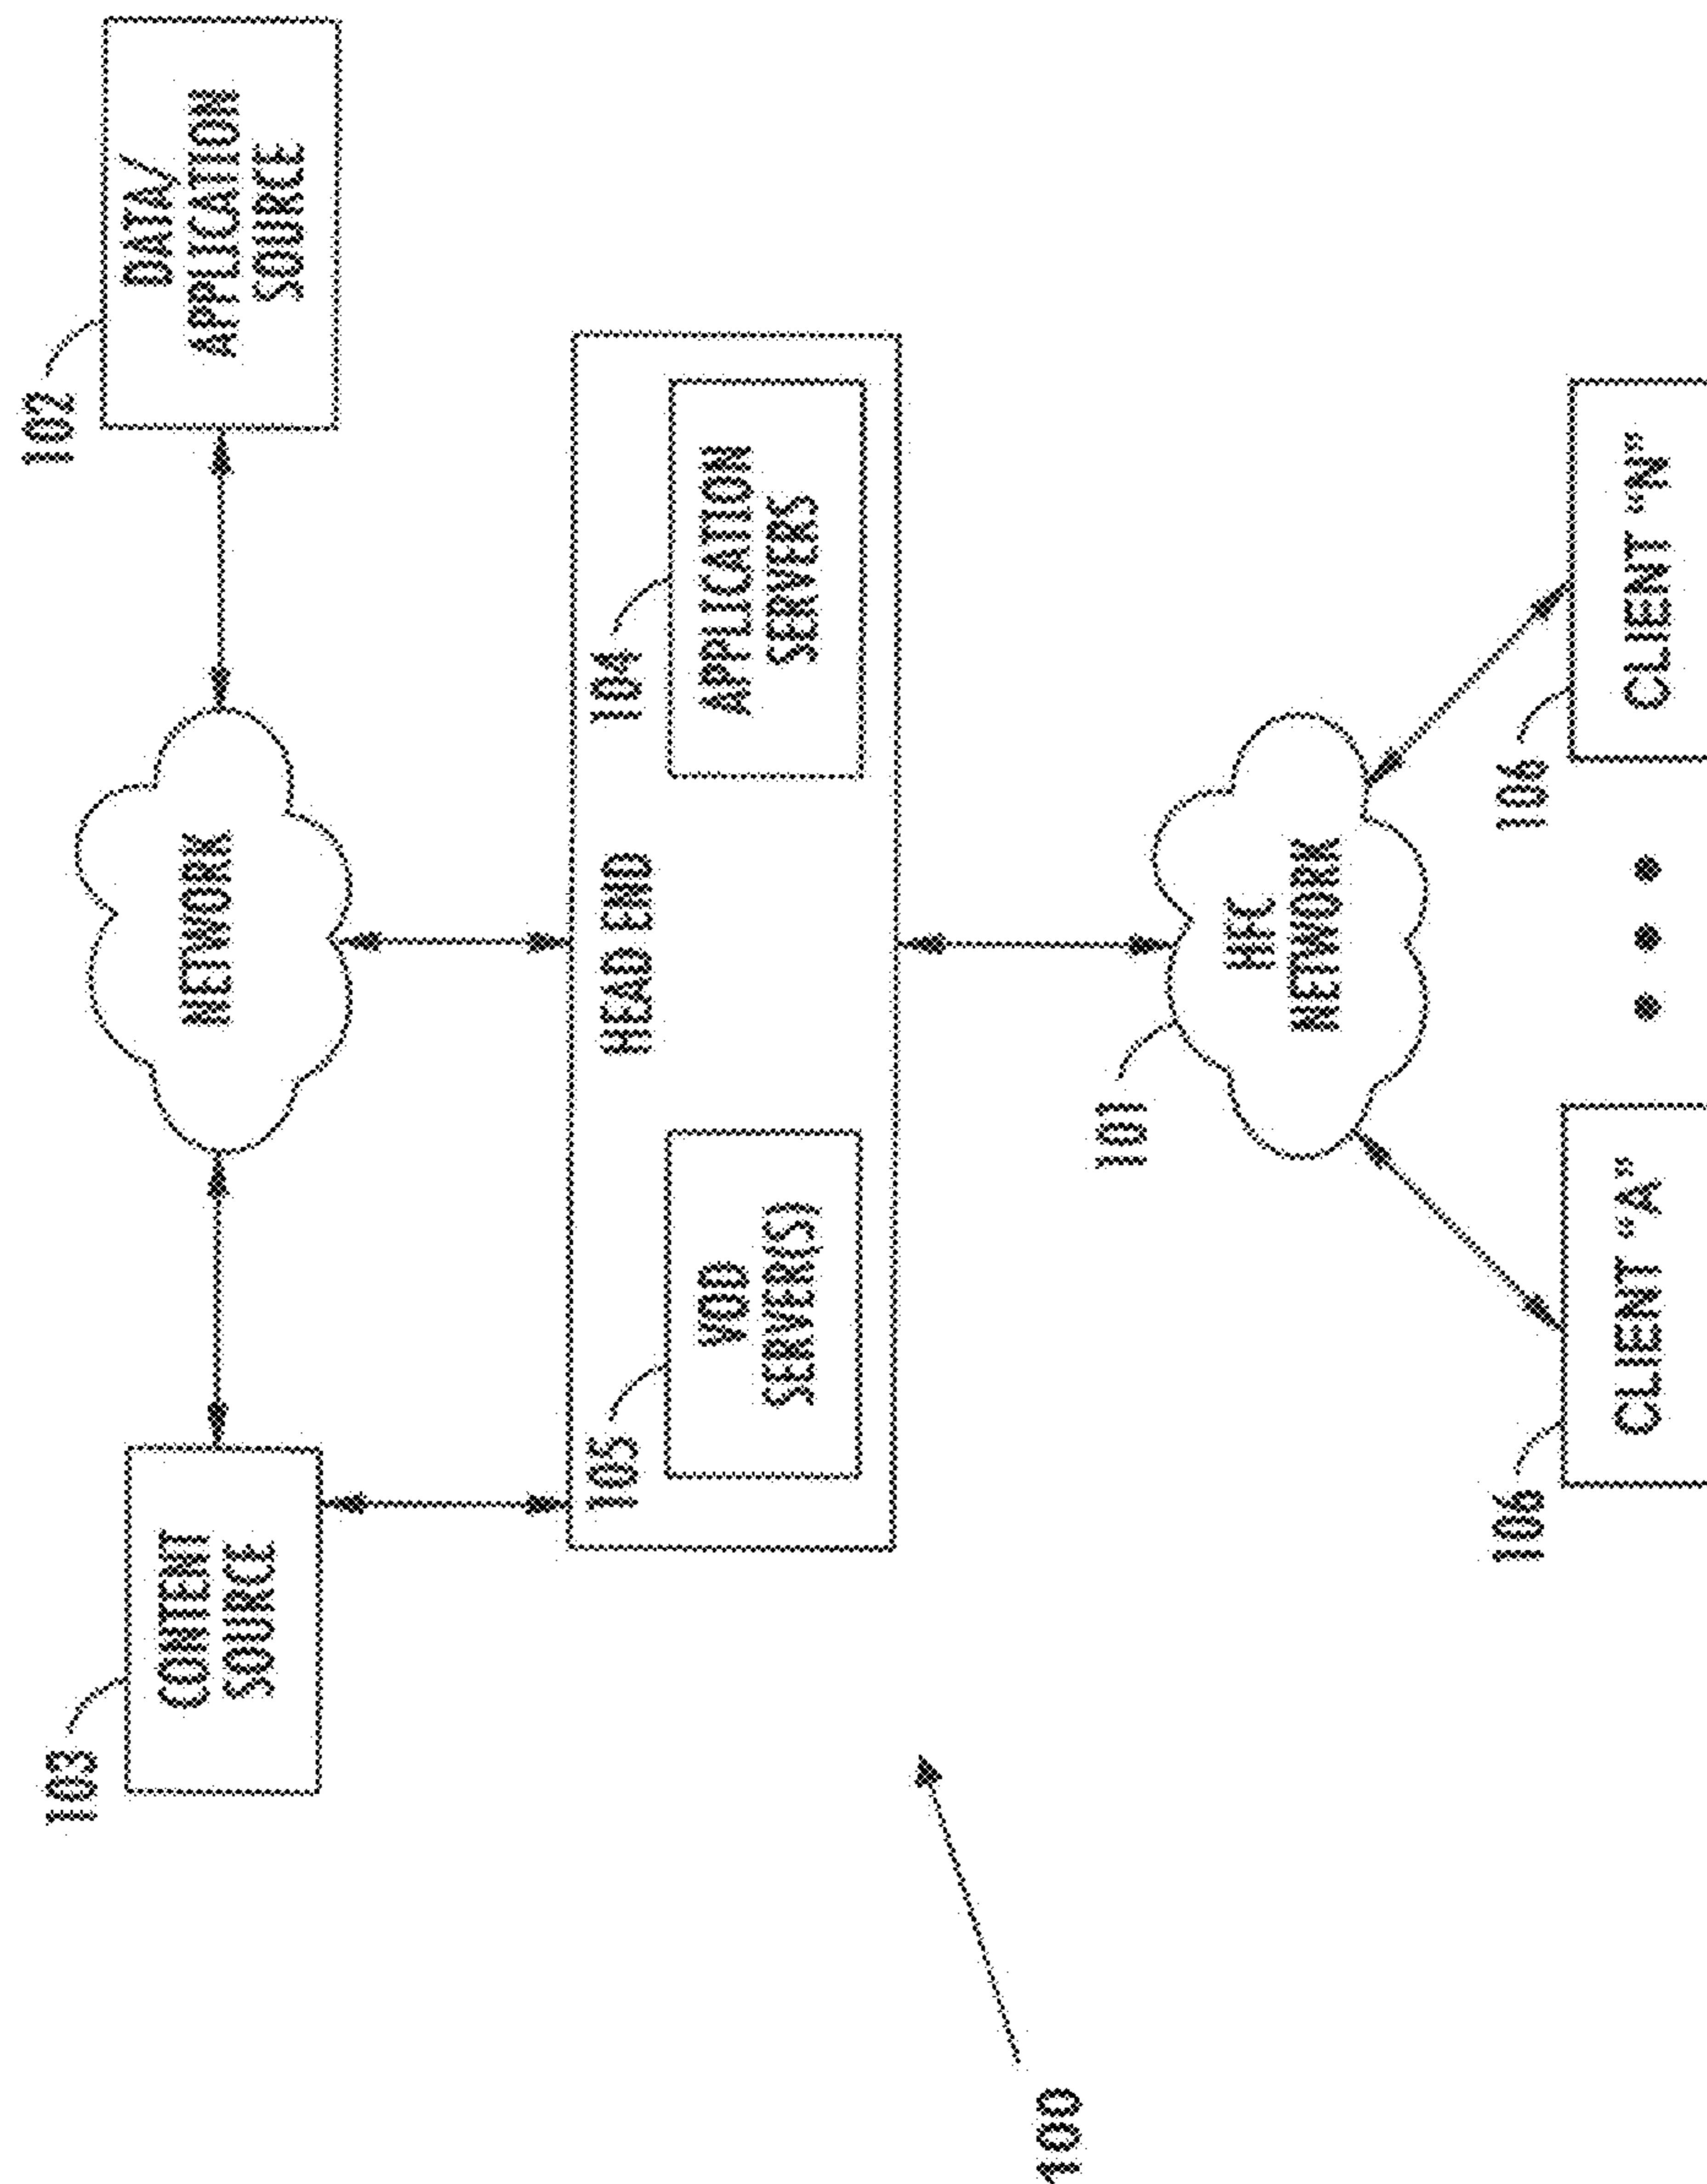 103
CONTENT
SOURCE
NETWORK
102
DATA/
APPLICATION
SOURCE
HEAD END
105
VOD
SERVER(S)
104
APPLICATION
SERVERS
100
101
HFC
NETWORK
106
CLIENT “A”
106
CLIENT “N”